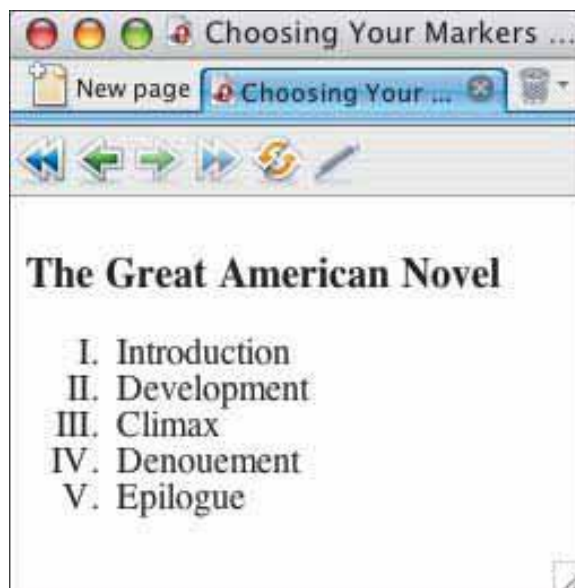 Choosing Your Markers ...
New page Choosing Your ...
The Great American Novel
I. Introduction
II. Development
III. Climax
IV. Denouement
V. Epilogue